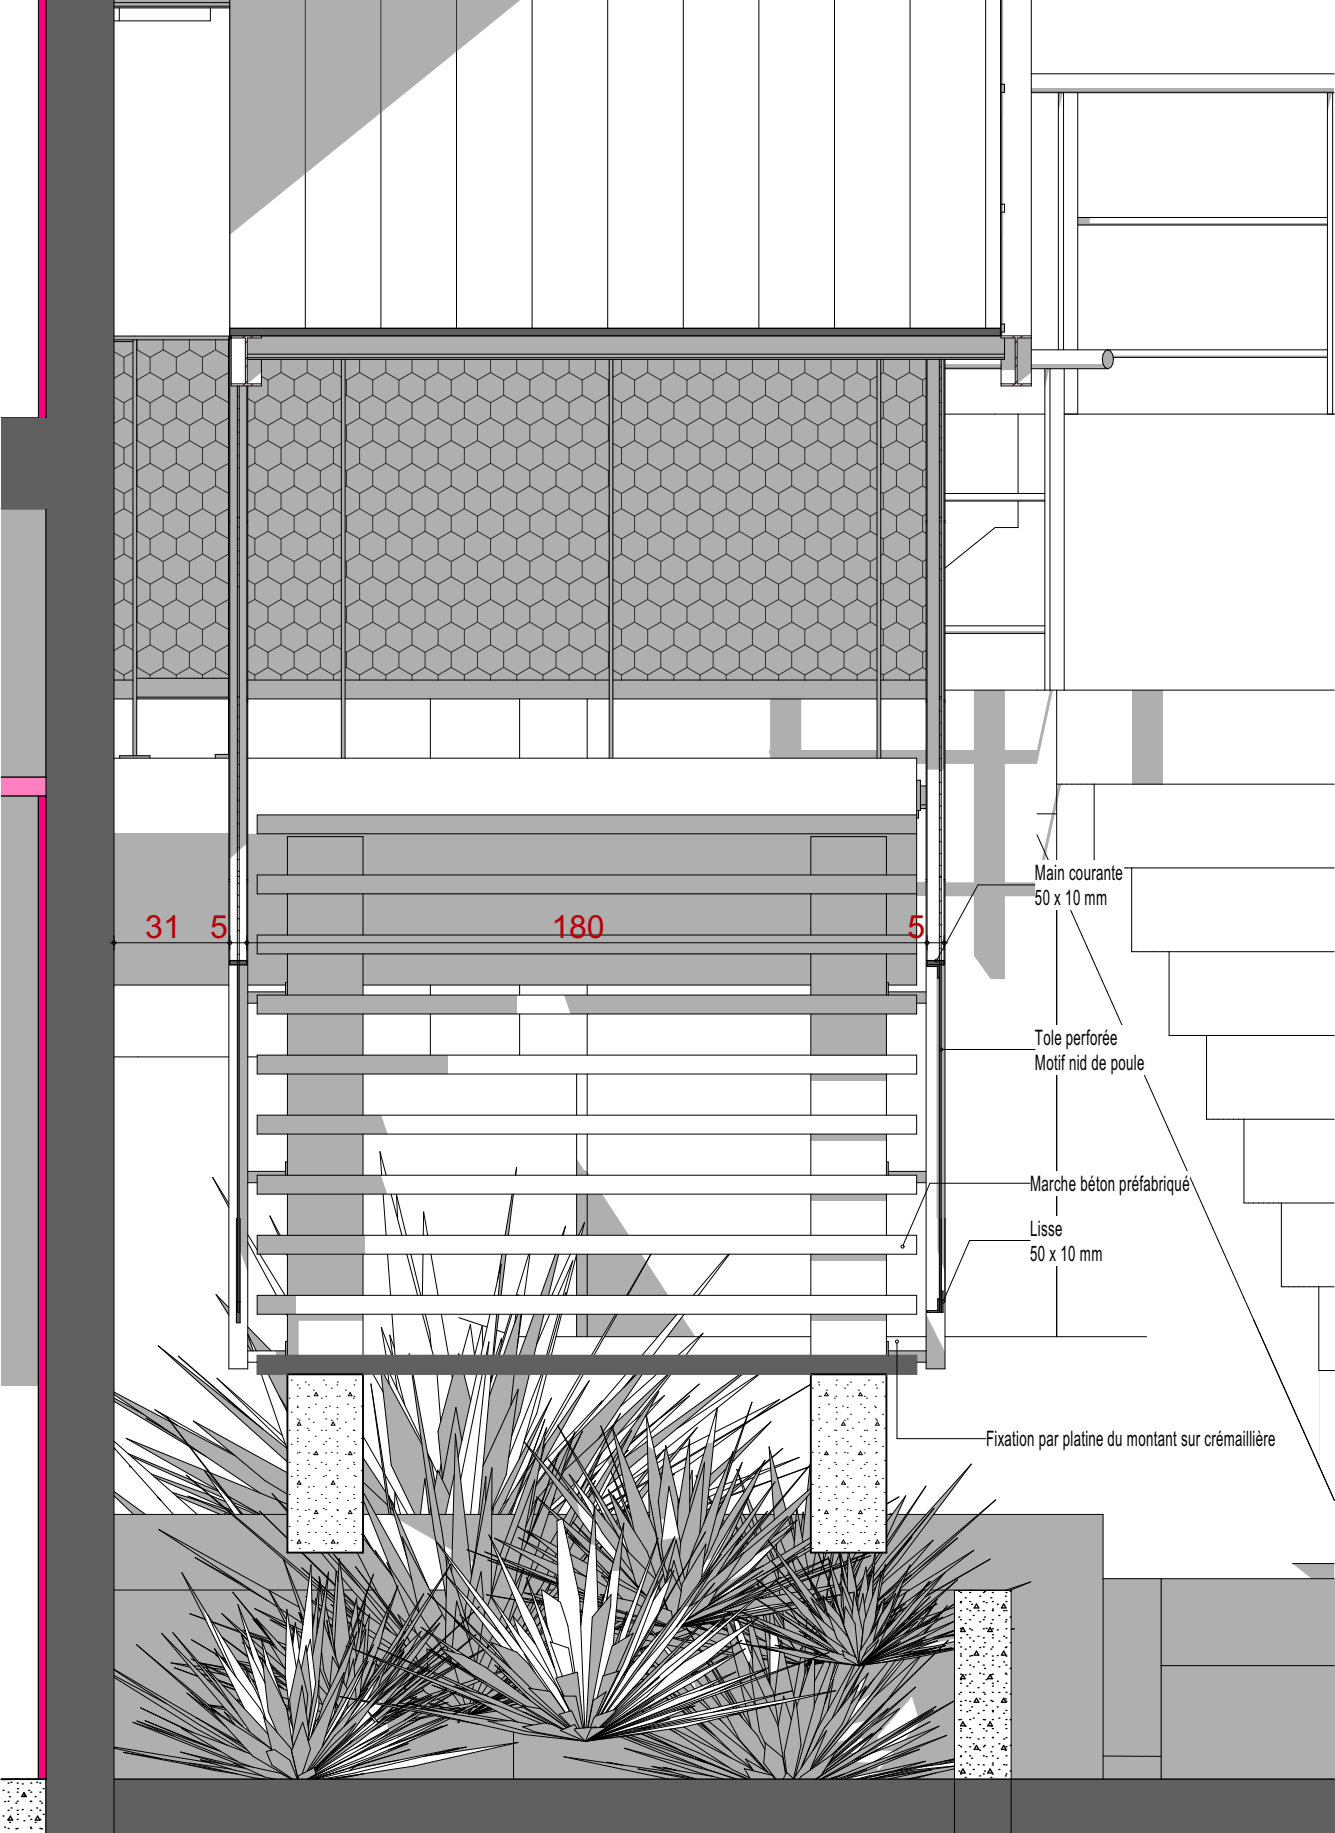 Main courante
50 x 10 mm
31 5 180 5
Tole perforée
Motif nid de poule
Marche béton préfabriqué
Lisse
50 x 10 mm
Fixation par platine du montant sur crémaillière